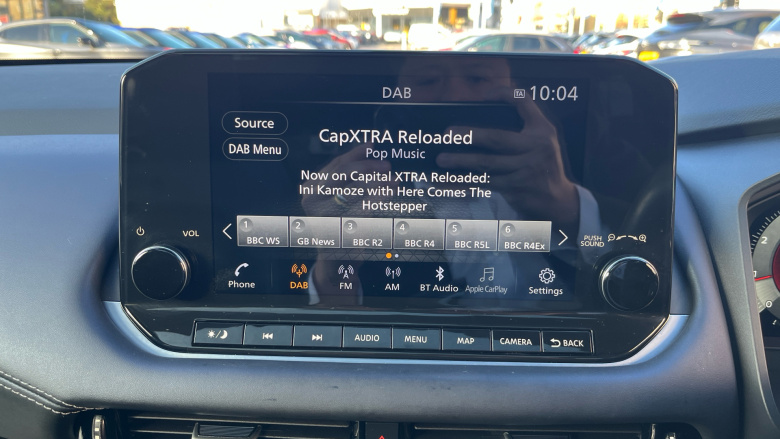 DAB
TA 10:04
Source
DAB Menu
CapXTRA Reloaded
Pop Music
Now on Capital XTRA Reloaded:
Ini Kamoze with Here Comes The
Hotstepper
VOL
PUSH
SOUND
1 2 3 4 5 6
BBC WS GB News BBC R2 BBC R4 BBC R5L BBC R4Ex
Phone DAB FM AM BT Audio Apple CarPlay Settings
AUDIO MENU MAP CAMERA BACK